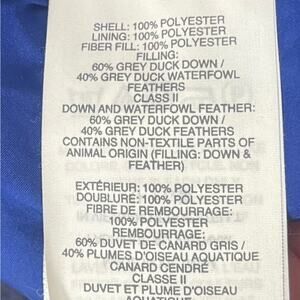 SHELL: 100% POLYESTER
LINING: 100% POLYESTER
FIBER FILL: 100% POLYESTER
FILLING:
60% GREY DUCK DOWN /
40% GREY DUCK WATERFOWL
FEATHERS
CLASS II
DOWN AND WATERFOWL FEATHER:
60% GREY DUCK DOWN /
40% GREY DUCK FEATHERS
CONTAINS NON-TEXTILE PARTS OF
ANIMAL ORIGIN (FILLING: DOWN &
FEATHER)
EXTÉRIEUR: 100% POLYESTER
DOUBLURE: 100% POLYESTER
FIBRE DE REMBOURRAGE:
100% POLYESTER
REMBOURRAGE:
60% DUVET DE CANARD GRIS /
40% PLUMES D'OISEAU AQUATIQUE
CANARD CENDRÉ
CLASSE II
DUVET ET PLUME D'OISEAU
AQUATIQUE